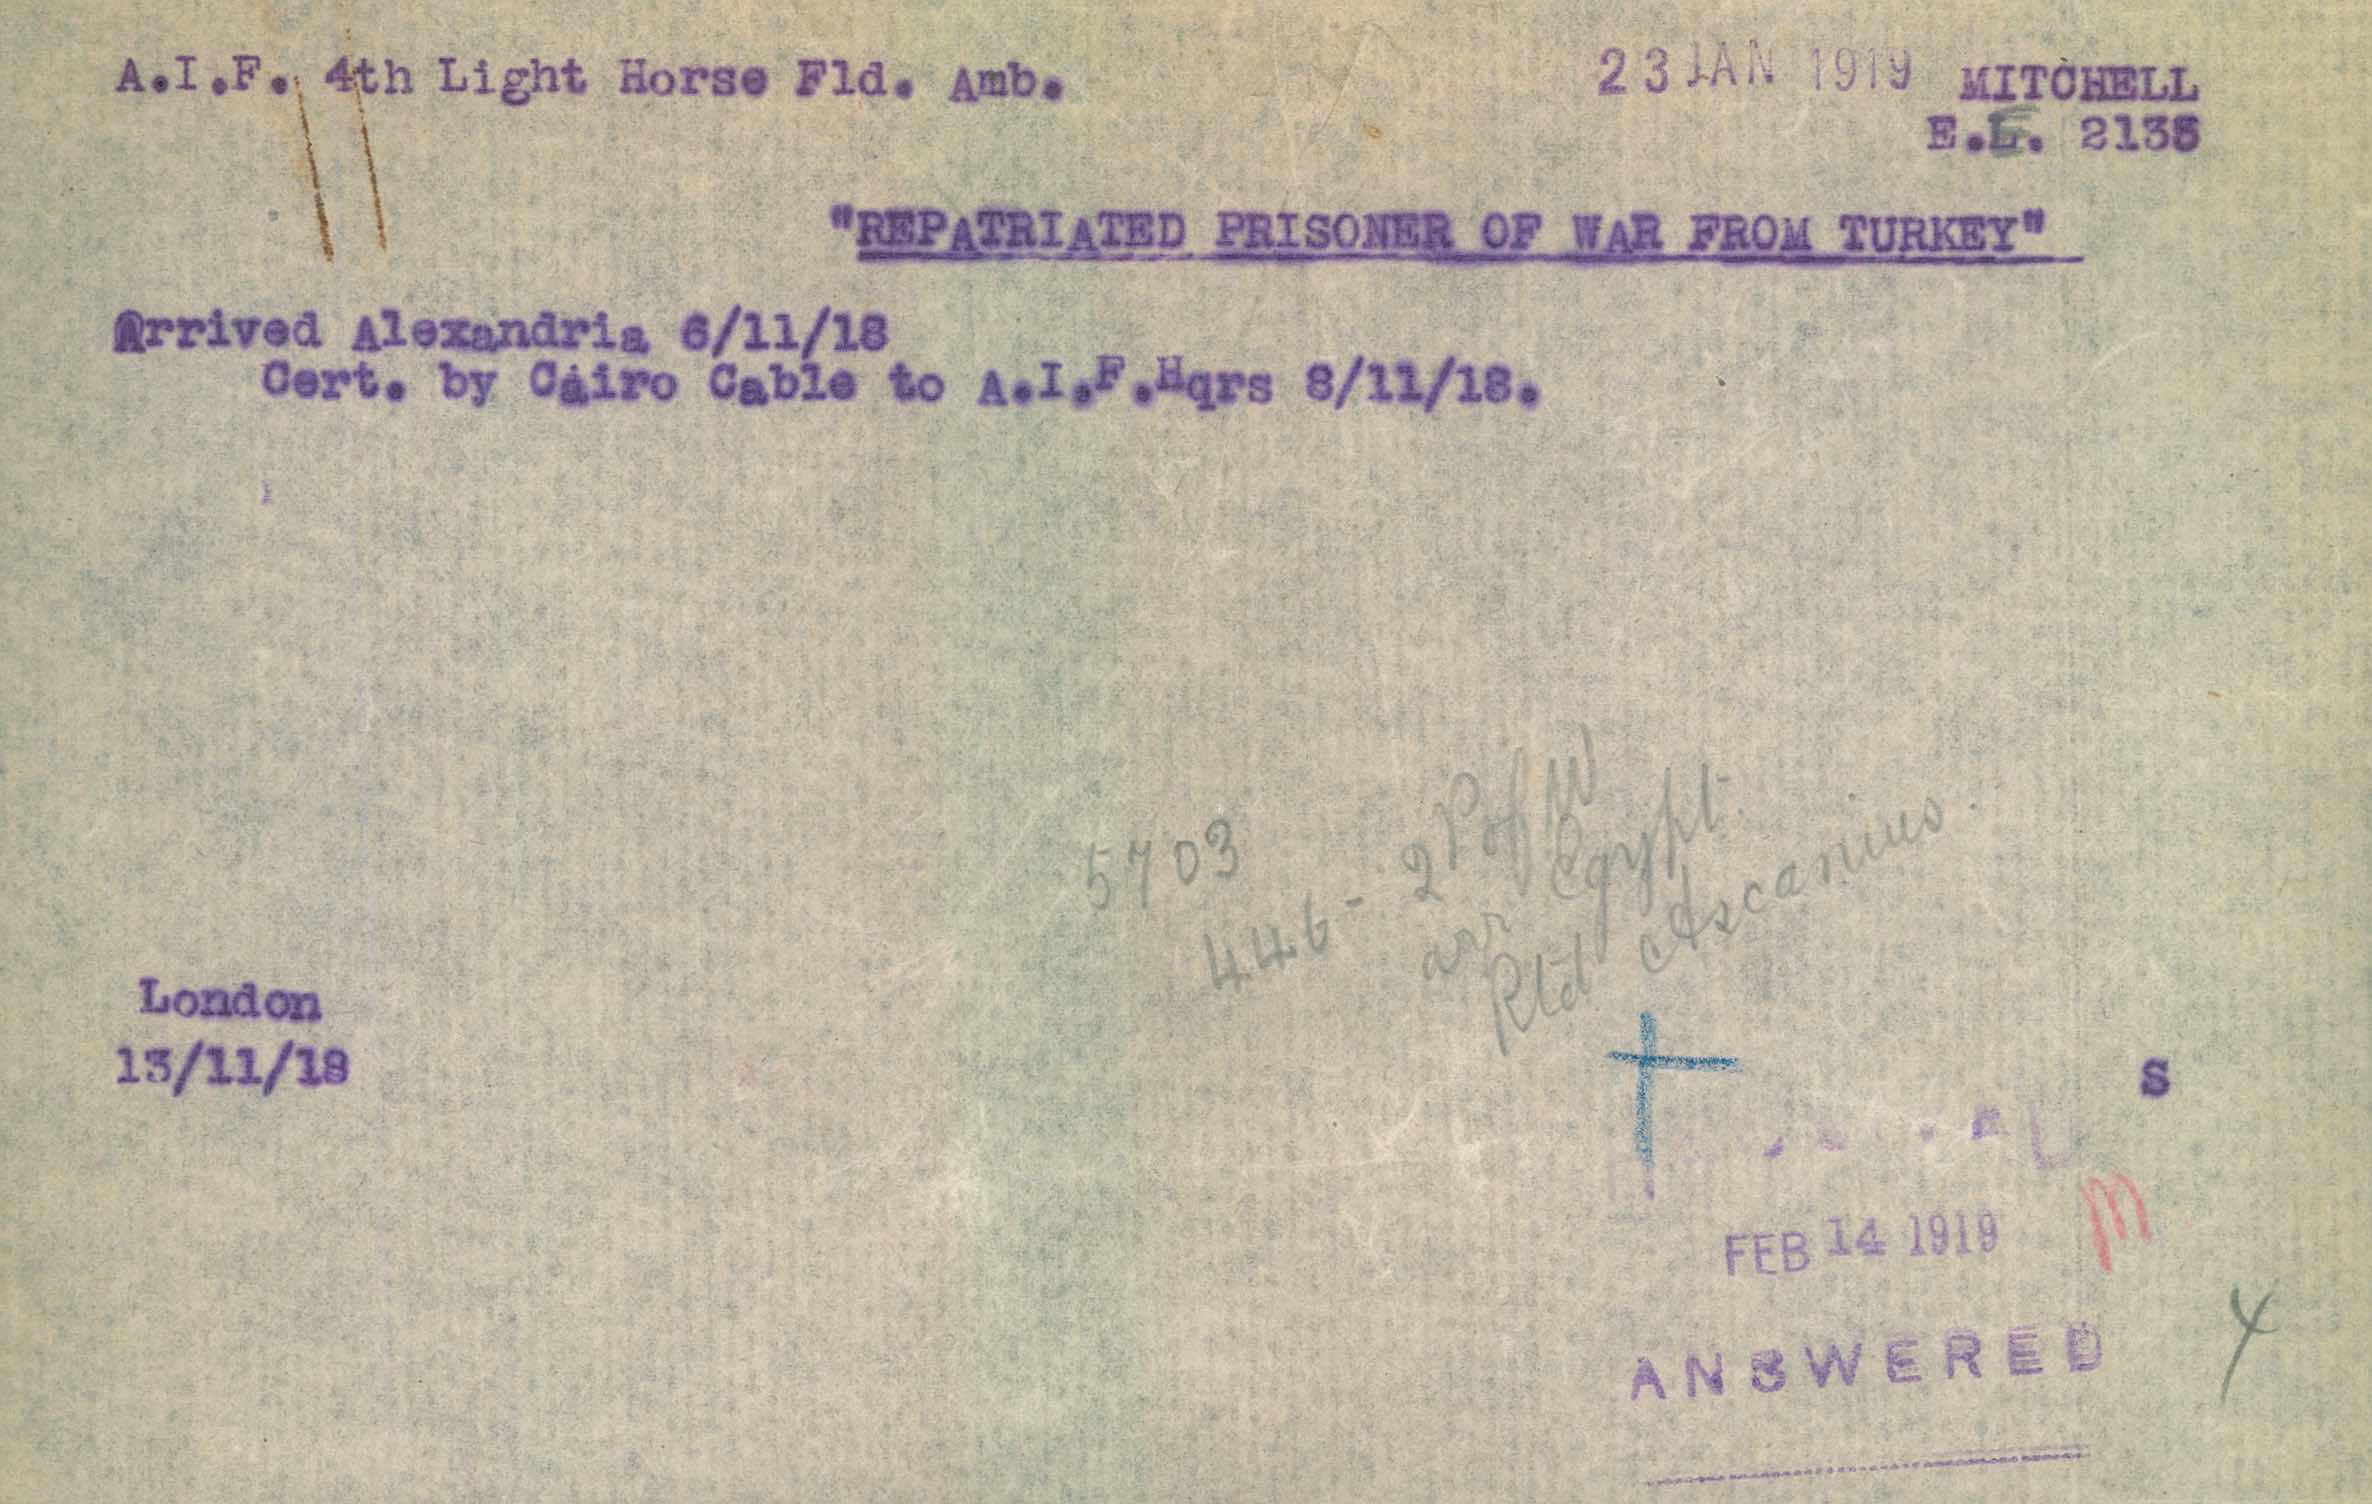 A.I.F. 4th Light Horse Fld. Amb.
23 JAN 1919 MITCHELL
E.E. 2135
"REPATRIATED PRISONER OF WAR FROM TURKEY"
Arrived Alexandria 6/11/18
Cert. by Cairo Cable to A.I.F.Hqrs 8/11/18.
5703
446 - 2 P of W
arr Egypt.
Rtd Ascanius.
London
13/11/18
S
M
FEB 14 1919
ANSWERED